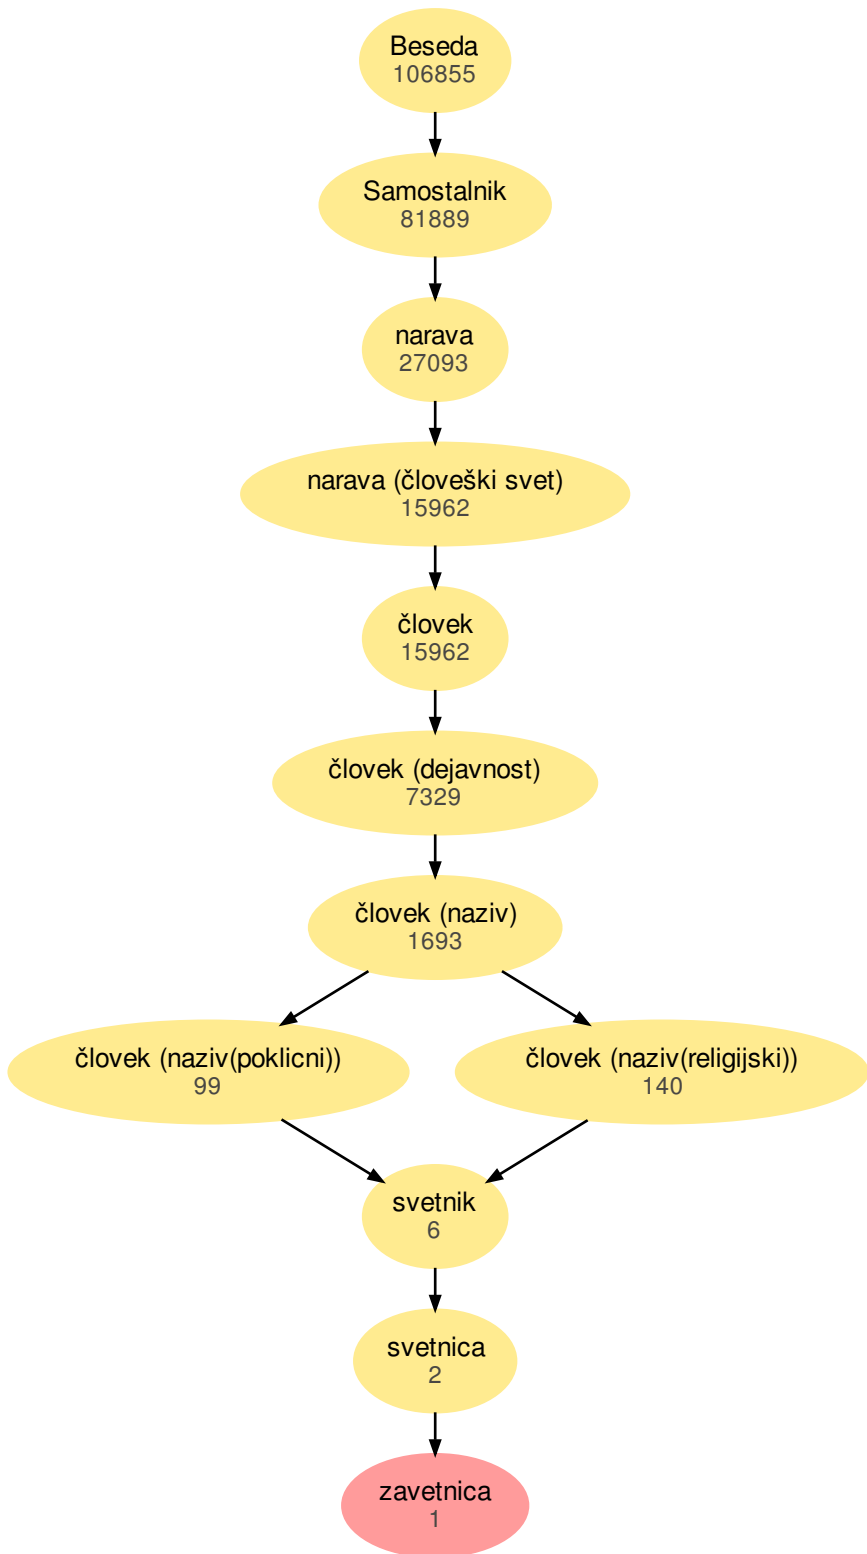 Beseda
106855
Samostalnik
81889
narava
27093
narava (človeški svet)
15962
človek
15962
človek (dejavnost)
7329
človek (naziv)
1693
človek (naziv(poklicni))
99
človek (naziv(religijski))
140
svetnik
6
svetnica
2
zavetnica
1